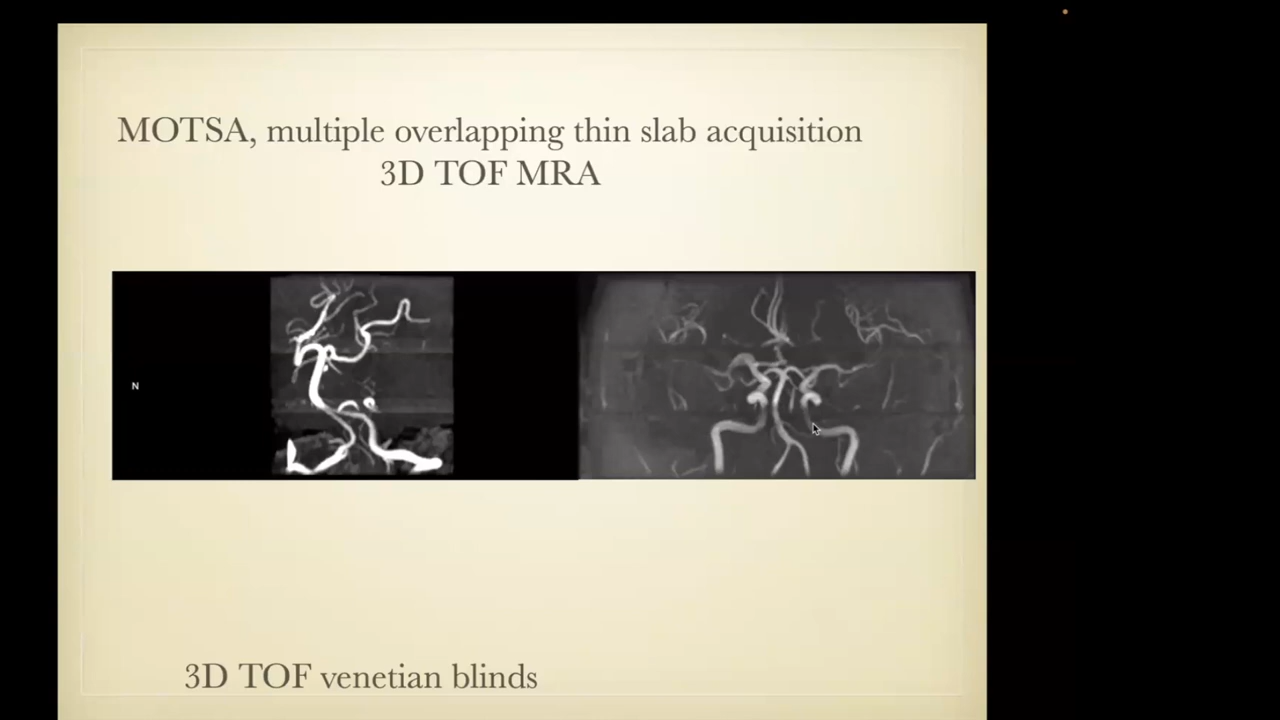 MOTSA, multiple overlapping thin slab acquisition
3D TOF MRA
N
3D TOF venetian blinds